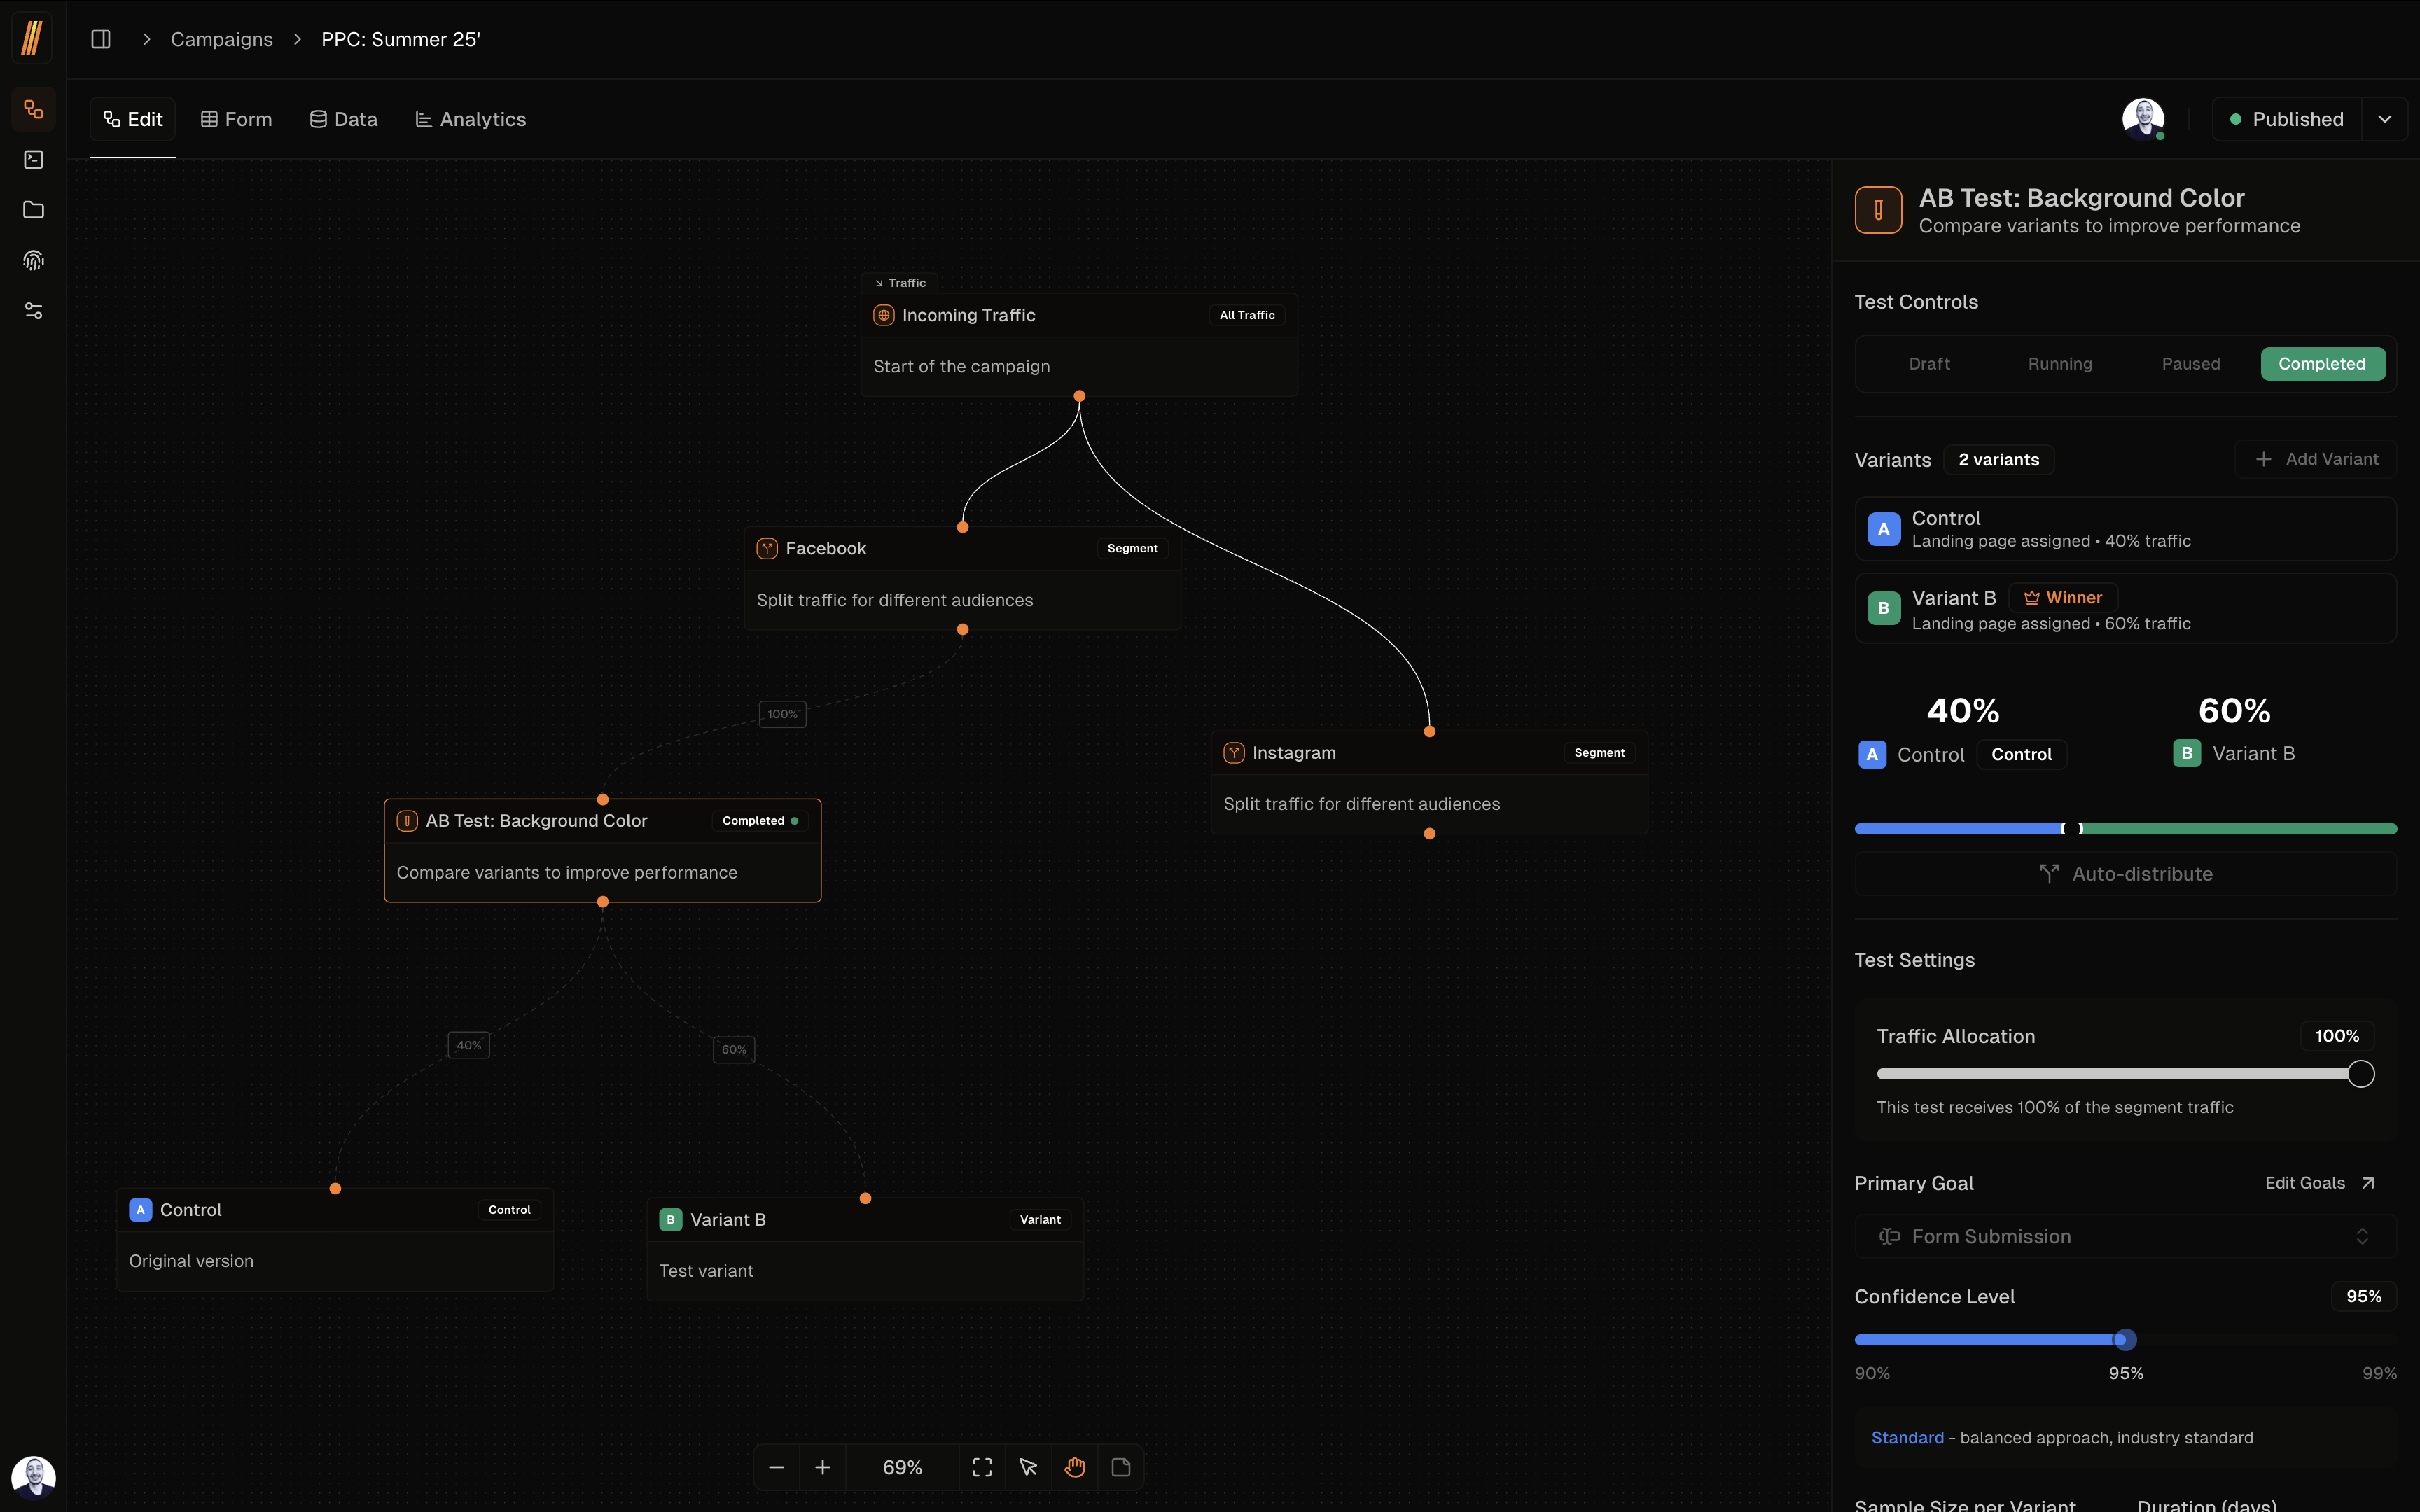 Campaigns
PPC: Summer 25'
Edit
Form
Data
Analytics
Published
Traffic
Incoming Traffic
All Traffic
Start of the campaign
Facebook
Segment
Split traffic for different audiences
100%
Instagram
Segment
Split traffic for different audiences
AB Test: Background Color
Completed
Compare variants to improve performance
40%
60%
A
Control
Control
Original version
B
Variant B
Variant
Test variant
69%
AB Test: Background Color
Compare variants to improve performance
Test Controls
Draft
Running
Paused
Completed
Variants
2 variants
Add Variant
A
Control
Landing page assigned • 40% traffic
B
Variant B
Winner
Landing page assigned • 60% traffic
40%
60%
A
Control
Control
B
Variant B
Auto-distribute
Test Settings
Traffic Allocation
100%
This test receives 100% of the segment traffic
Primary Goal
Edit Goals
Form Submission
Confidence Level
95%
90%
95%
99%
Standard - balanced approach, industry standard
Sample Size per Variant
Duration (days)